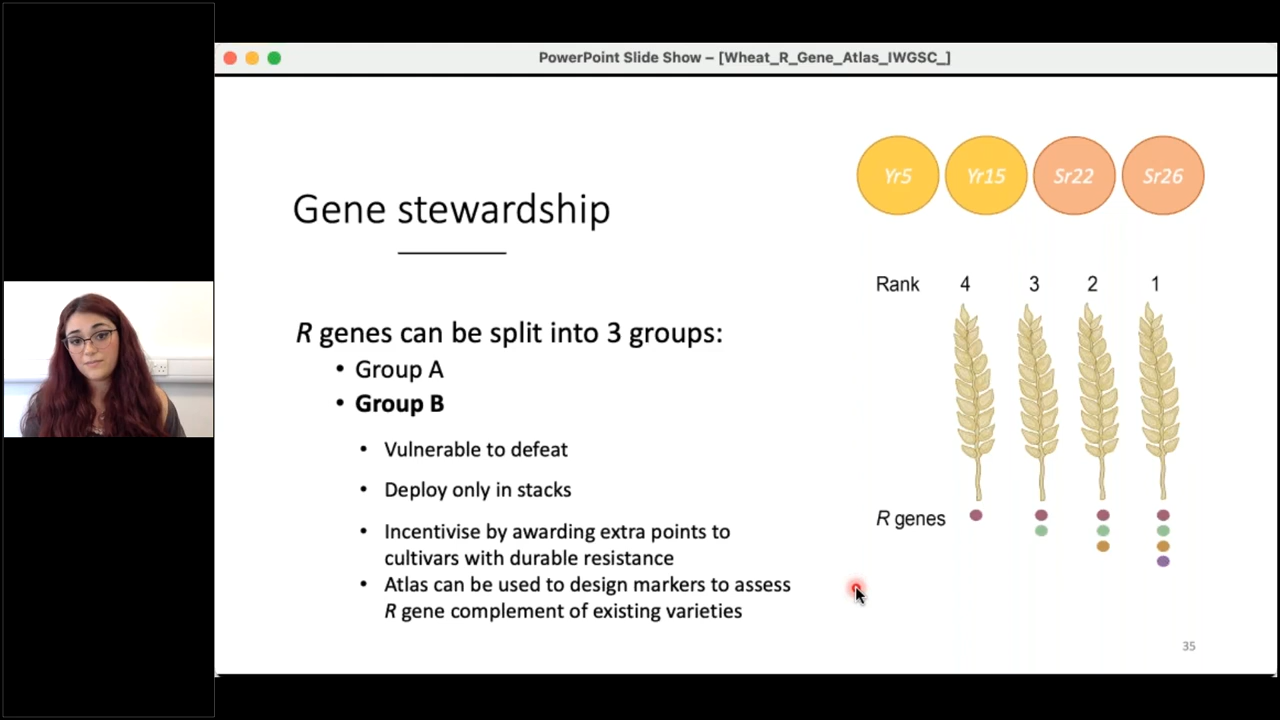 PowerPoint Slide Show – [Wheat_R_Gene_Atlas_IWGSC_]
Yr5 Yr15 Sr22 Sr26
Gene stewardship
Rank 4 3 2 1
R genes can be split into 3 groups:
• Group A
• Group B
• Vulnerable to defeat
• Deploy only in stacks
R genes
• Incentivise by awarding extra points to
cultivars with durable resistance
• Atlas can be used to design markers to assess
R gene complement of existing varieties
35